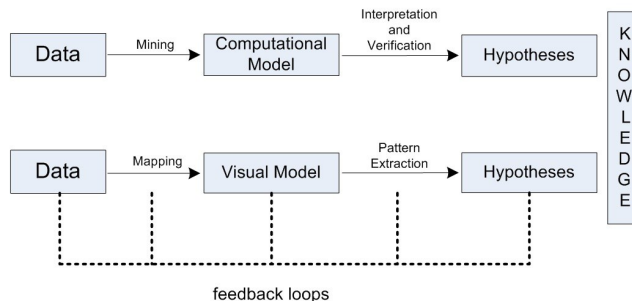 Data
Mining
Computational
Model
Interpretation
and
Verification
Hypotheses
Data
Mapping
Visual Model
Pattern
Extraction
Hypotheses
feedback loops
K
N
O
W
L
E
D
G
E